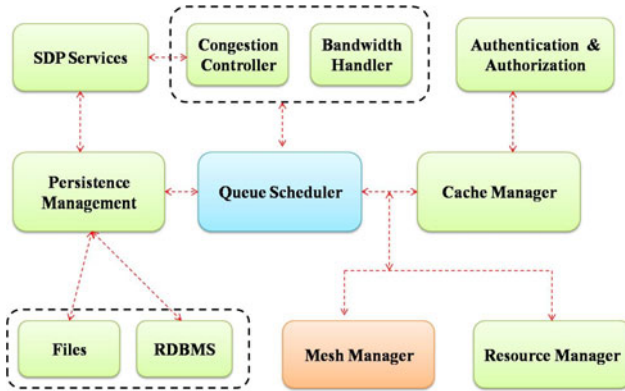 SDP Services
Congestion
Controller
Bandwidth
Handler
Authentication &
Authorization
Persistence
Management
Queue Scheduler
Cache Manager
Files
RDBMS
Mesh Manager
Resource Manager